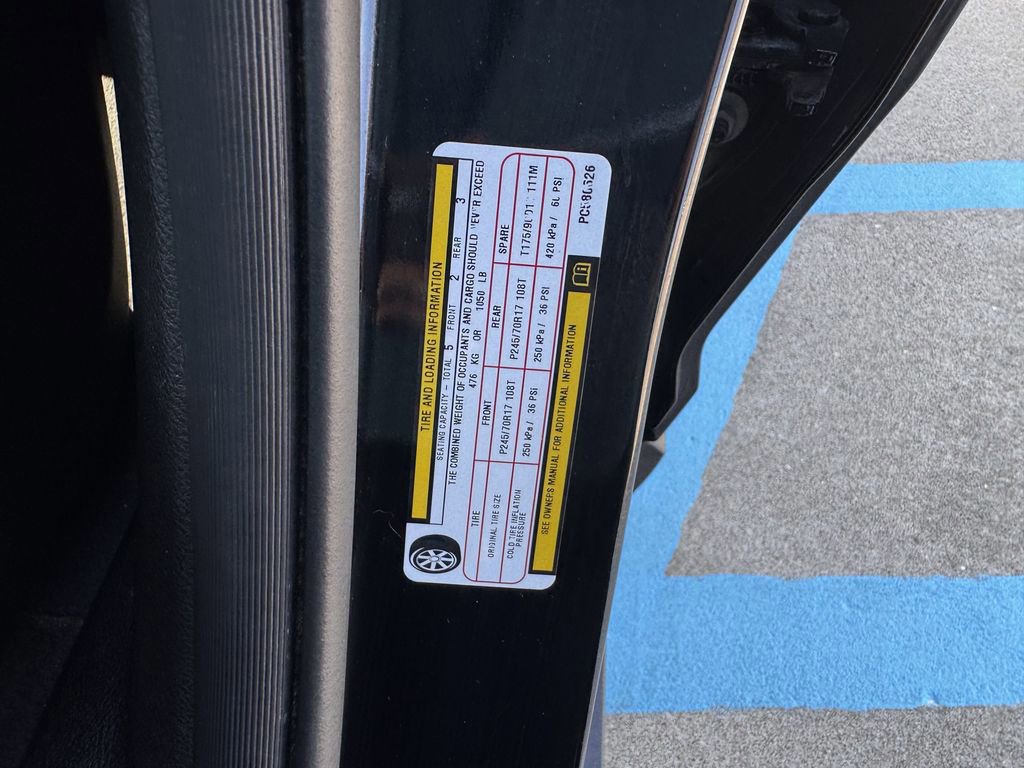 TIRE AND LOADING INFORMATION
SEATING CAPACITY – TOTAL 5 FRONT 2 REAR 3
THE COMBINED WEIGHT OF OCCUPANTS AND CARGO SHOULD NEVER EXCEED
476 KG OR 1050 LB
TIRE FRONT REAR SPARE
ORIGINAL TIRE SIZE P245/70R17 108T P245/70R17 108T 111M
COLD TIRE INFLATION PRESSURE 250 kPa / 36 PSI 250 kPa / 36 PSI 420 kPa / 60 PSI
SEE OWNERS MANUAL FOR ADDITIONAL INFORMATION